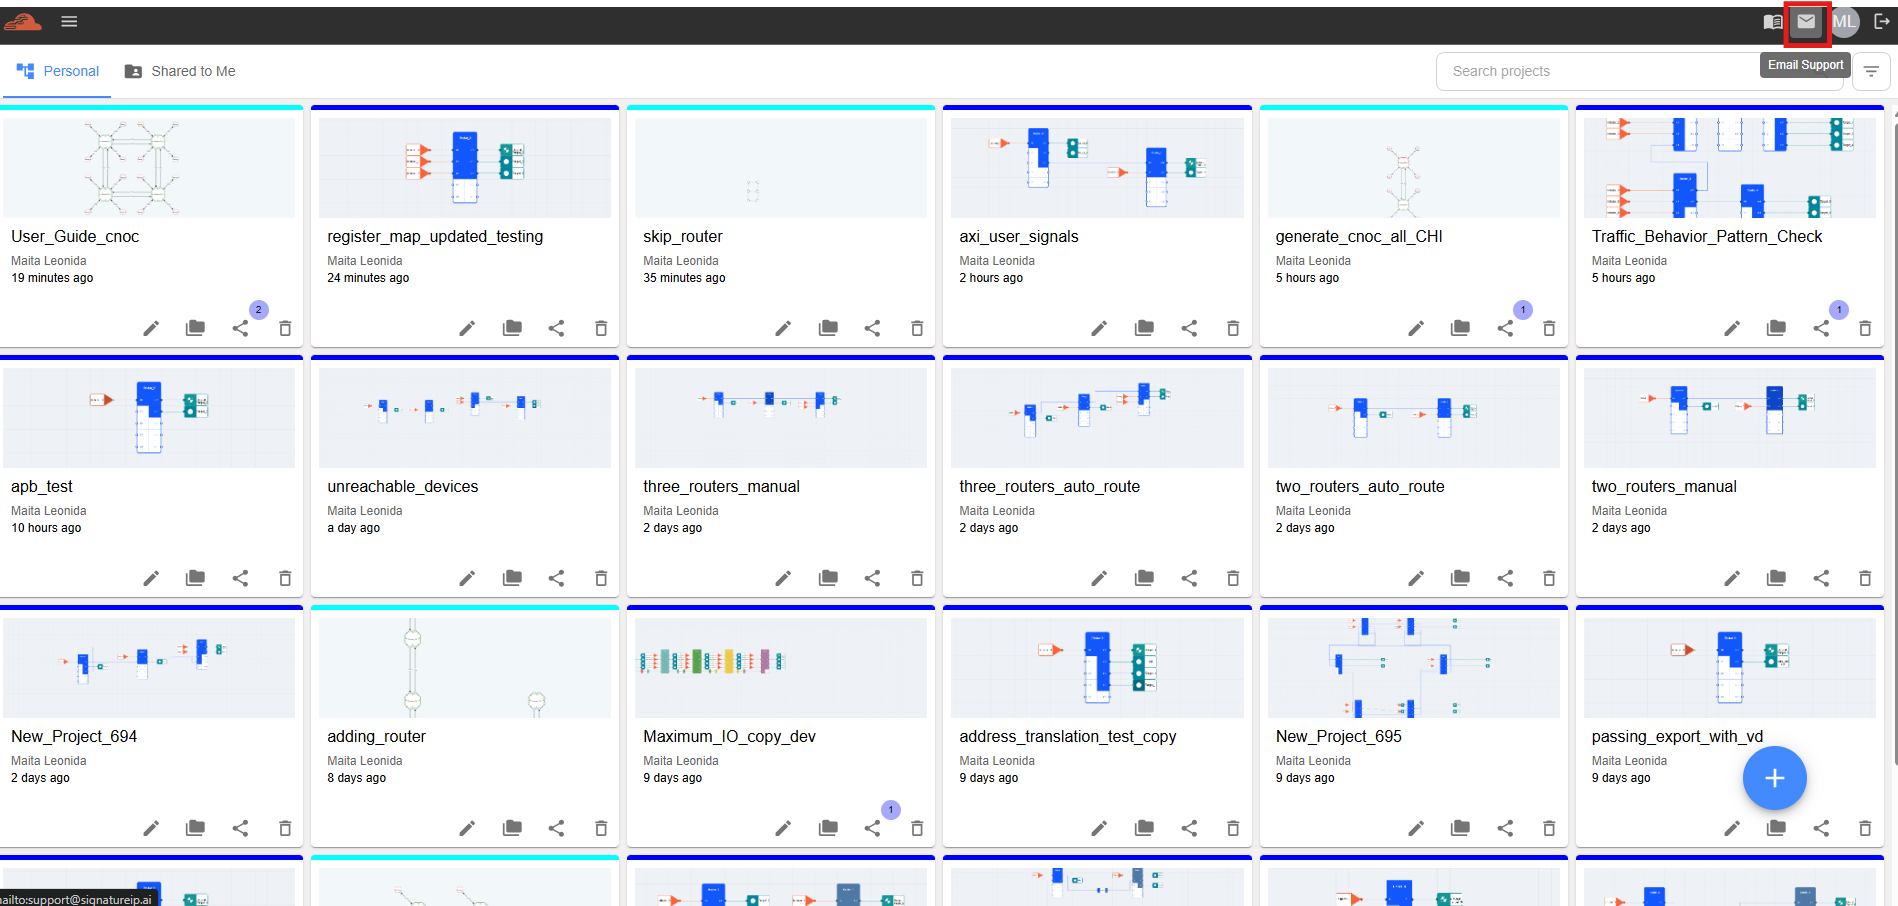 ML
Personal
Shared to Me
Search projects
Email Support
User_Guide_cnoc
Maita Leonida
19 minutes ago
2
register_map_updated_testing
Maita Leonida
24 minutes ago
skip_router
Maita Leonida
35 minutes ago
axi_user_signals
Maita Leonida
2 hours ago
generate_cnoc_all_CHI
Maita Leonida
5 hours ago
1
Traffic_Behavior_Pattern_Check
Maita Leonida
5 hours ago
1
apb_test
Maita Leonida
10 hours ago
unreachable_devices
Maita Leonida
a day ago
three_routers_manual
Maita Leonida
2 days ago
three_routers_auto_route
Maita Leonida
2 days ago
two_routers_auto_route
Maita Leonida
2 days ago
two_routers_manual
Maita Leonida
2 days ago
New_Project_694
Maita Leonida
2 days ago
adding_router
Maita Leonida
8 days ago
Maximum_IO_copy_dev
Maita Leonida
9 days ago
1
address_translation_test_copy
Maita Leonida
9 days ago
New_Project_695
Maita Leonida
9 days ago
passing_export_with_vd
Maita Leonida
9 days ago
ailto:support@signatureip.ai